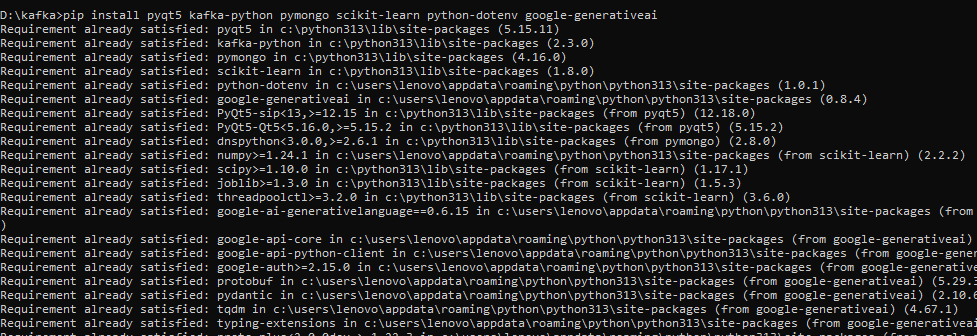 D:\kafka>pip install pyqt5 kafka-python pymongo scikit-learn python-dotenv google-generativeai
Requirement already satisfied: pyqt5 in c:\python313\lib\site-packages (5.15.11)
Requirement already satisfied: kafka-python in c:\python313\lib\site-packages (2.3.0)
Requirement already satisfied: pymongo in c:\python313\lib\site-packages (4.16.0)
Requirement already satisfied: scikit-learn in c:\python313\lib\site-packages (1.8.0)
Requirement already satisfied: python-dotenv in c:\users\lenovo\appdata\roaming\python\python313\site-packages (1.0.1)
Requirement already satisfied: google-generativeai in c:\users\lenovo\appdata\roaming\python\python313\site-packages (0.8.4)
Requirement already satisfied: PyQt5-sip<13,>=12.15 in c:\python313\lib\site-packages (from pyqt5) (12.18.0)
Requirement already satisfied: PyQt5-Qt5<5.16.0,>=5.15.2 in c:\python313\lib\site-packages (from pyqt5) (5.15.2)
Requirement already satisfied: dnspython<3.0.0,>=2.6.1 in c:\python313\lib\site-packages (from pymongo) (2.8.0)
Requirement already satisfied: numpy>=1.24.1 in c:\users\lenovo\appdata\roaming\python\python313\site-packages (from scikit-learn) (2.2.2)
Requirement already satisfied: scipy>=1.10.0 in c:\python313\lib\site-packages (from scikit-learn) (1.17.1)
Requirement already satisfied: joblib>=1.3.0 in c:\python313\lib\site-packages (from scikit-learn) (1.5.3)
Requirement already satisfied: threadpoolctl>=3.2.0 in c:\python313\lib\site-packages (from scikit-learn) (3.6.0)
Requirement already satisfied: google-ai-generativelanguage==0.6.15 in c:\users\lenovo\appdata\roaming\python\python313\site-packages (from
)
Requirement already satisfied: google-api-core in c:\users\lenovo\appdata\roaming\python\python313\site-packages (from google-generativeai)
Requirement already satisfied: google-api-python-client in c:\users\lenovo\appdata\roaming\python\python313\site-packages (from google-gener
Requirement already satisfied: google-auth>=2.15.0 in c:\users\lenovo\appdata\roaming\python\python313\site-packages (from google-generative
Requirement already satisfied: protobuf in c:\users\lenovo\appdata\roaming\python\python313\site-packages (from google-generativeai) (5.29.
Requirement already satisfied: pydantic in c:\users\lenovo\appdata\roaming\python\python313\site-packages (from google-generativeai) (2.10.
Requirement already satisfied: tqdm in c:\users\lenovo\appdata\roaming\python\python313\site-packages (from google-generativeai) (4.67.1)
Requirement already satisfied: typing-extensions in c:\users\lenovo\appdata\roaming\python\python313\site-packages (from google-generativeai